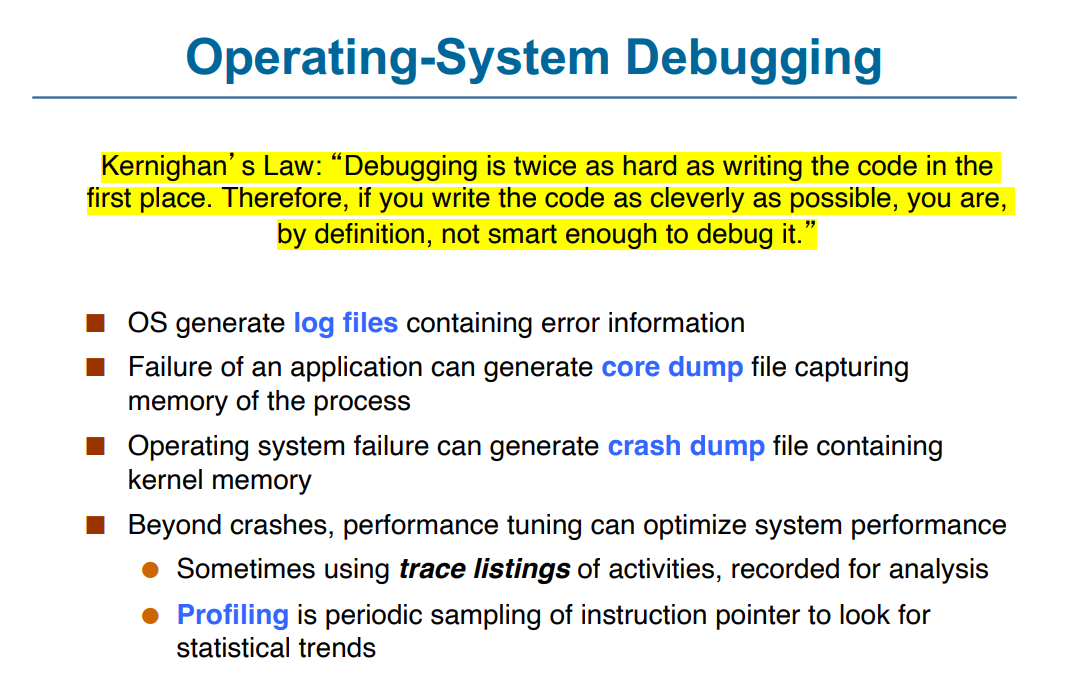 Operating-System Debugging
Kernighan’s Law: “Debugging is twice as hard as writing the code in the
first place. Therefore, if you write the code as cleverly as possible, you are,
by definition, not smart enough to debug it.”
OS generate log files containing error information
Failure of an application can generate core dump file capturing
memory of the process
Operating system failure can generate crash dump file containing
kernel memory
Beyond crashes, performance tuning can optimize system performance
Sometimes using trace listings of activities, recorded for analysis
Profiling is periodic sampling of instruction pointer to look for
statistical trends